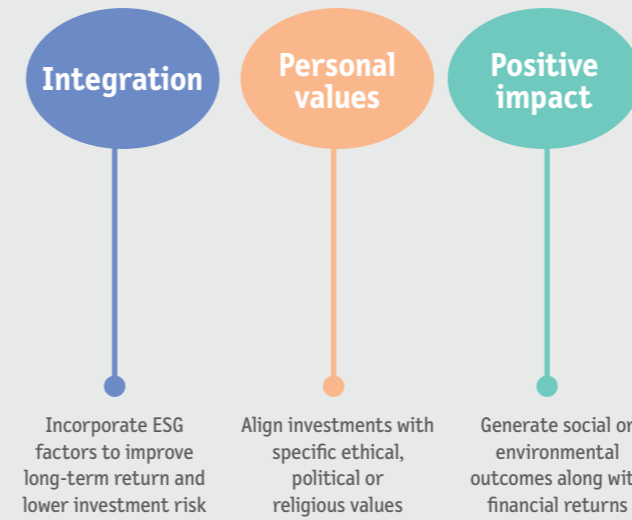 Integration
Personal
values
Positive
impact
Incorporate ESG
factors to improve
long-term return and
lower investment risk
Align investments with
specific ethical,
political or
religious values
Generate social or
environmental
outcomes along wit
financial returns